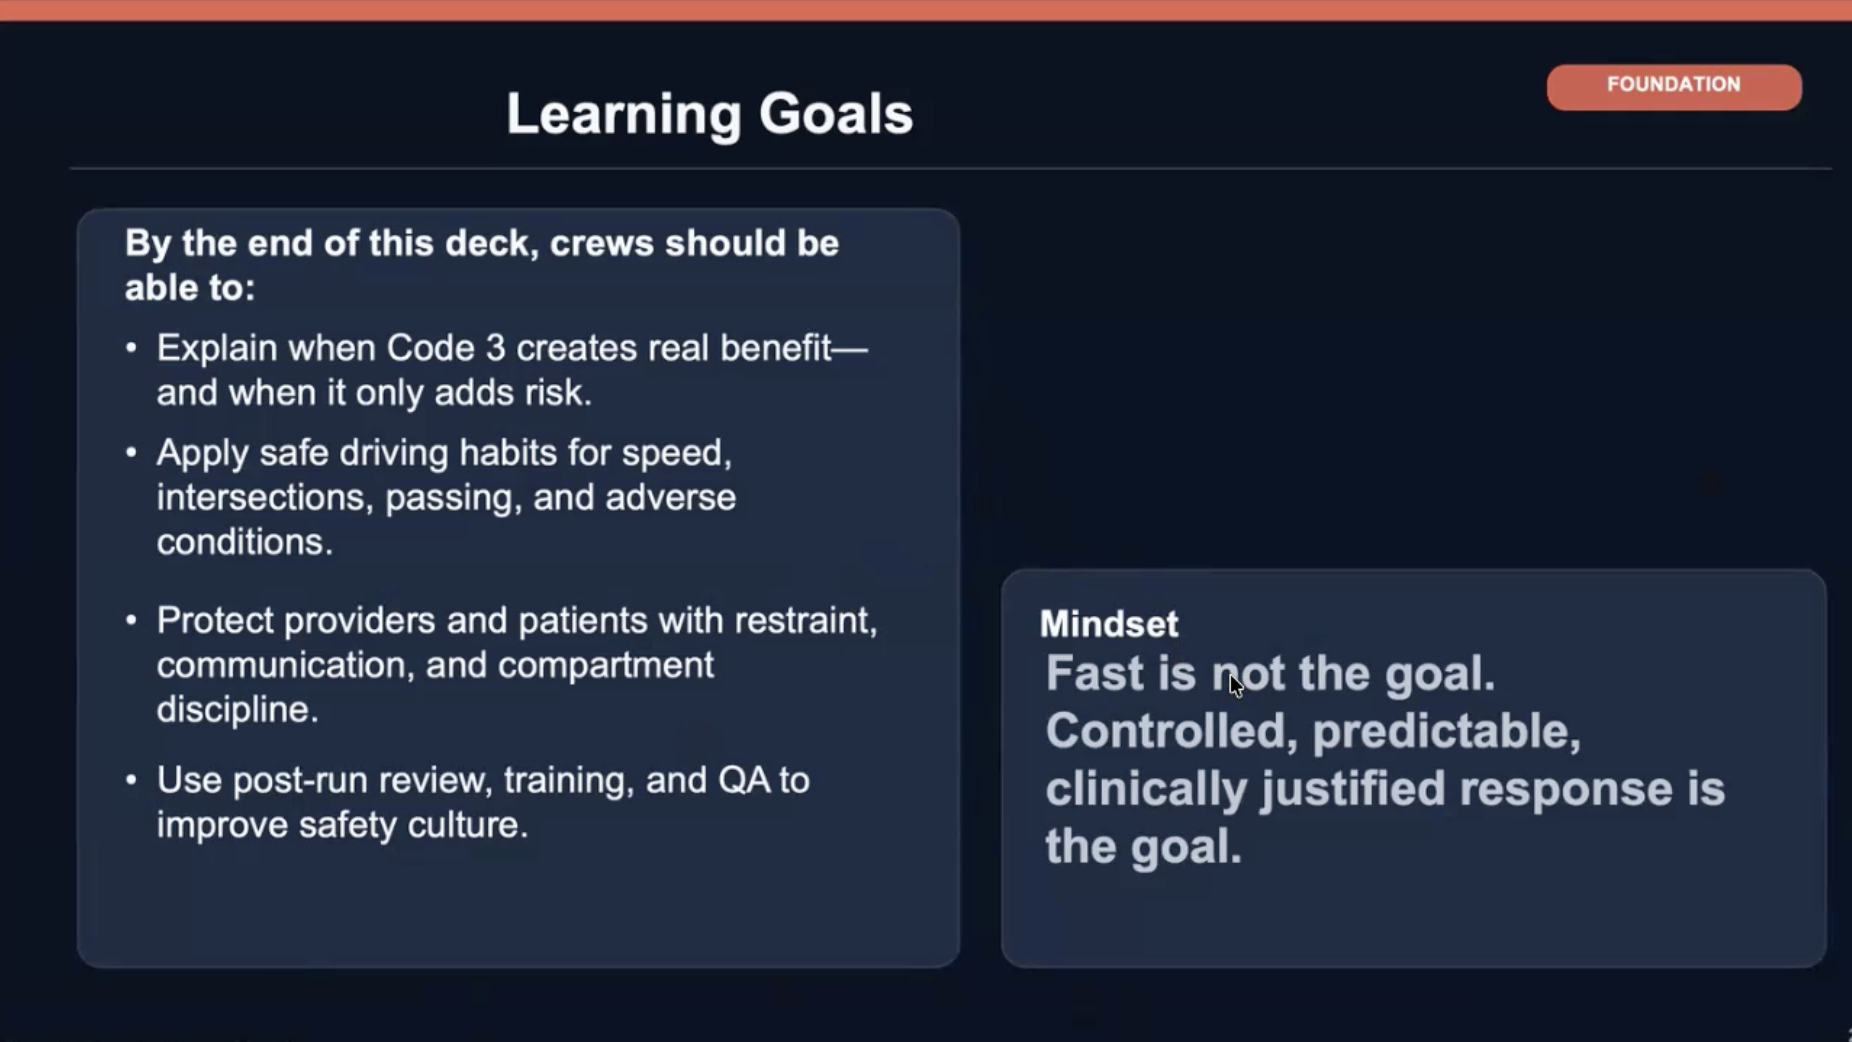 FOUNDATION
Learning Goals
By the end of this deck, crews should be
able to:
• Explain when Code 3 creates real benefit—
and when it only adds risk.
• Apply safe driving habits for speed,
intersections, passing, and adverse
conditions.
• Protect providers and patients with restraint,
communication, and compartment
discipline.
• Use post-run review, training, and QA to
improve safety culture.
Mindset
Fast is not the goal.
Controlled, predictable,
clinically justified response is
the goal.